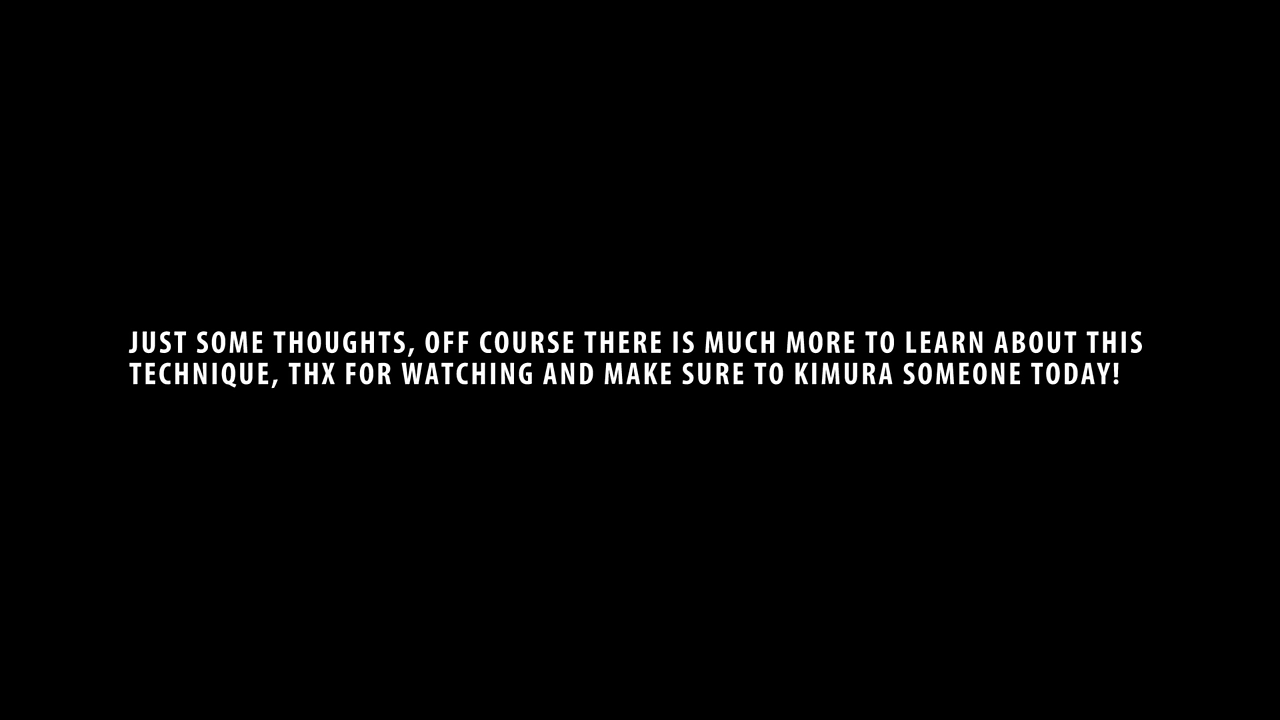 JUST SOME THOUGHTS, OFF COURSE THERE IS MUCH MORE TO LEARN ABOUT THIS
TECHNIQUE, THX FOR WATCHING AND MAKE SURE TO KIMURA SOMEONE TODAY!